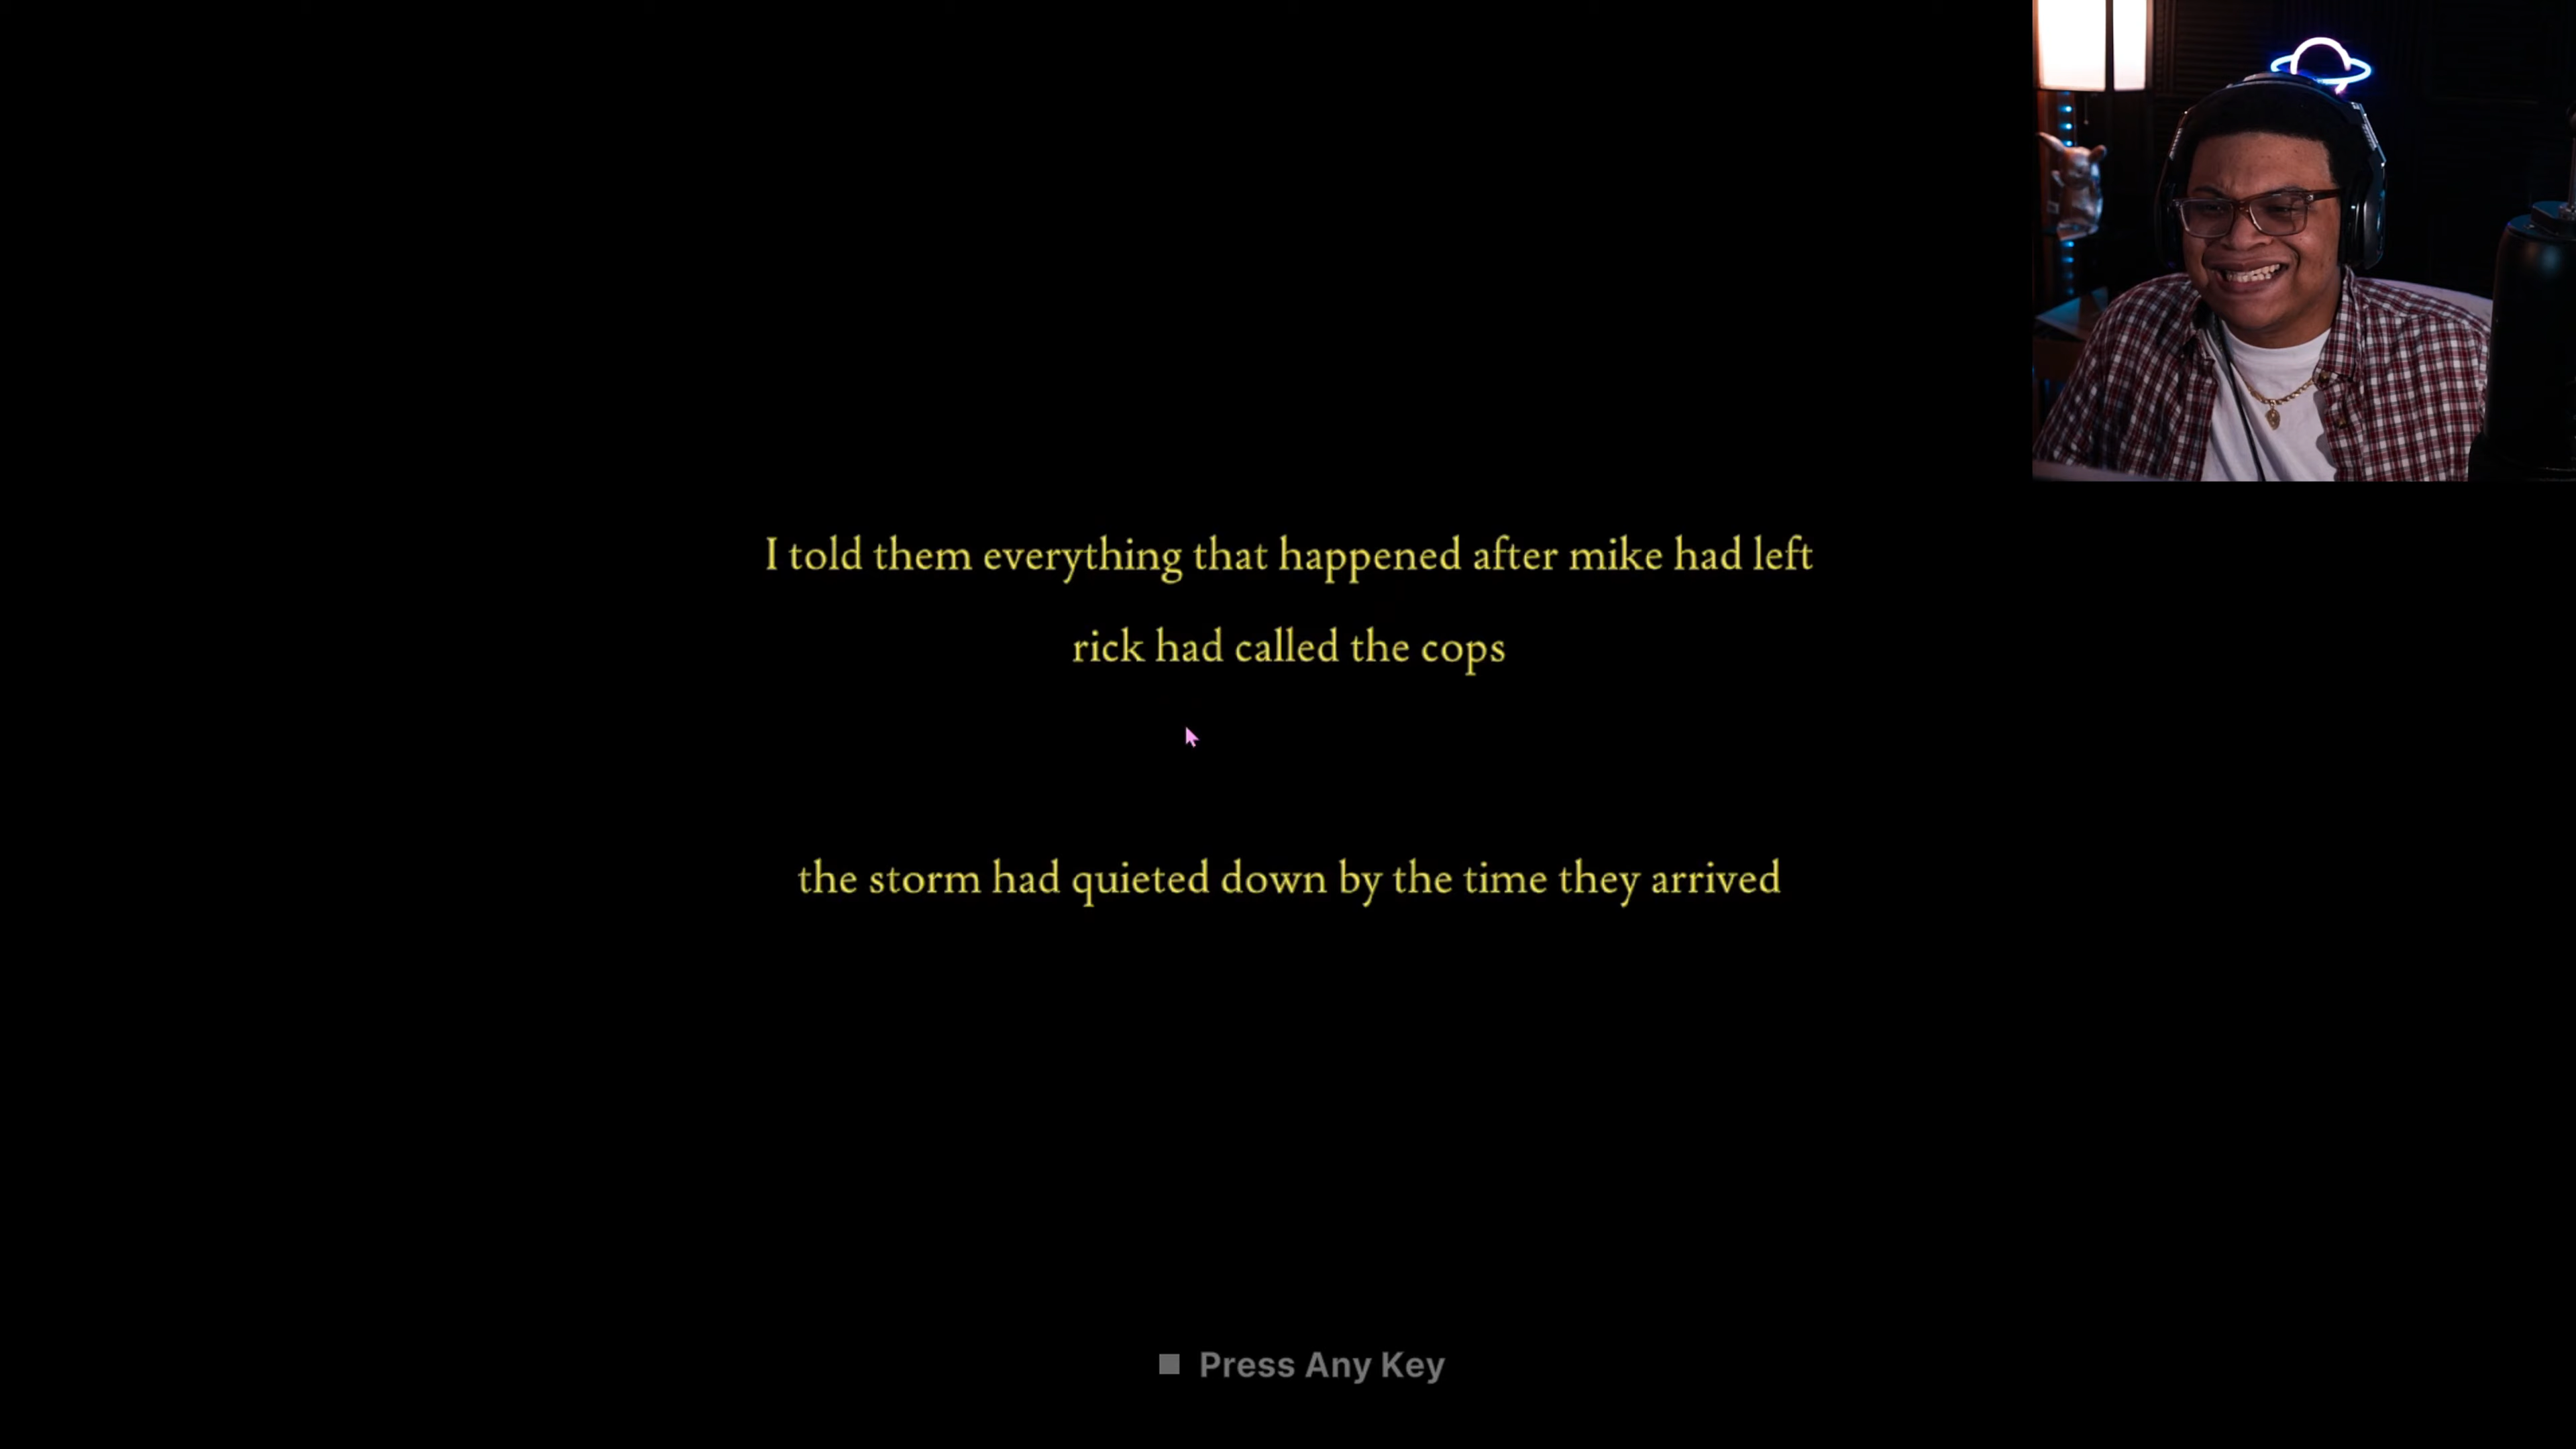 I told them everything that happened after mike had left
rick had called the cops
the storm had quieted down by the time they arrived
Press Any Key